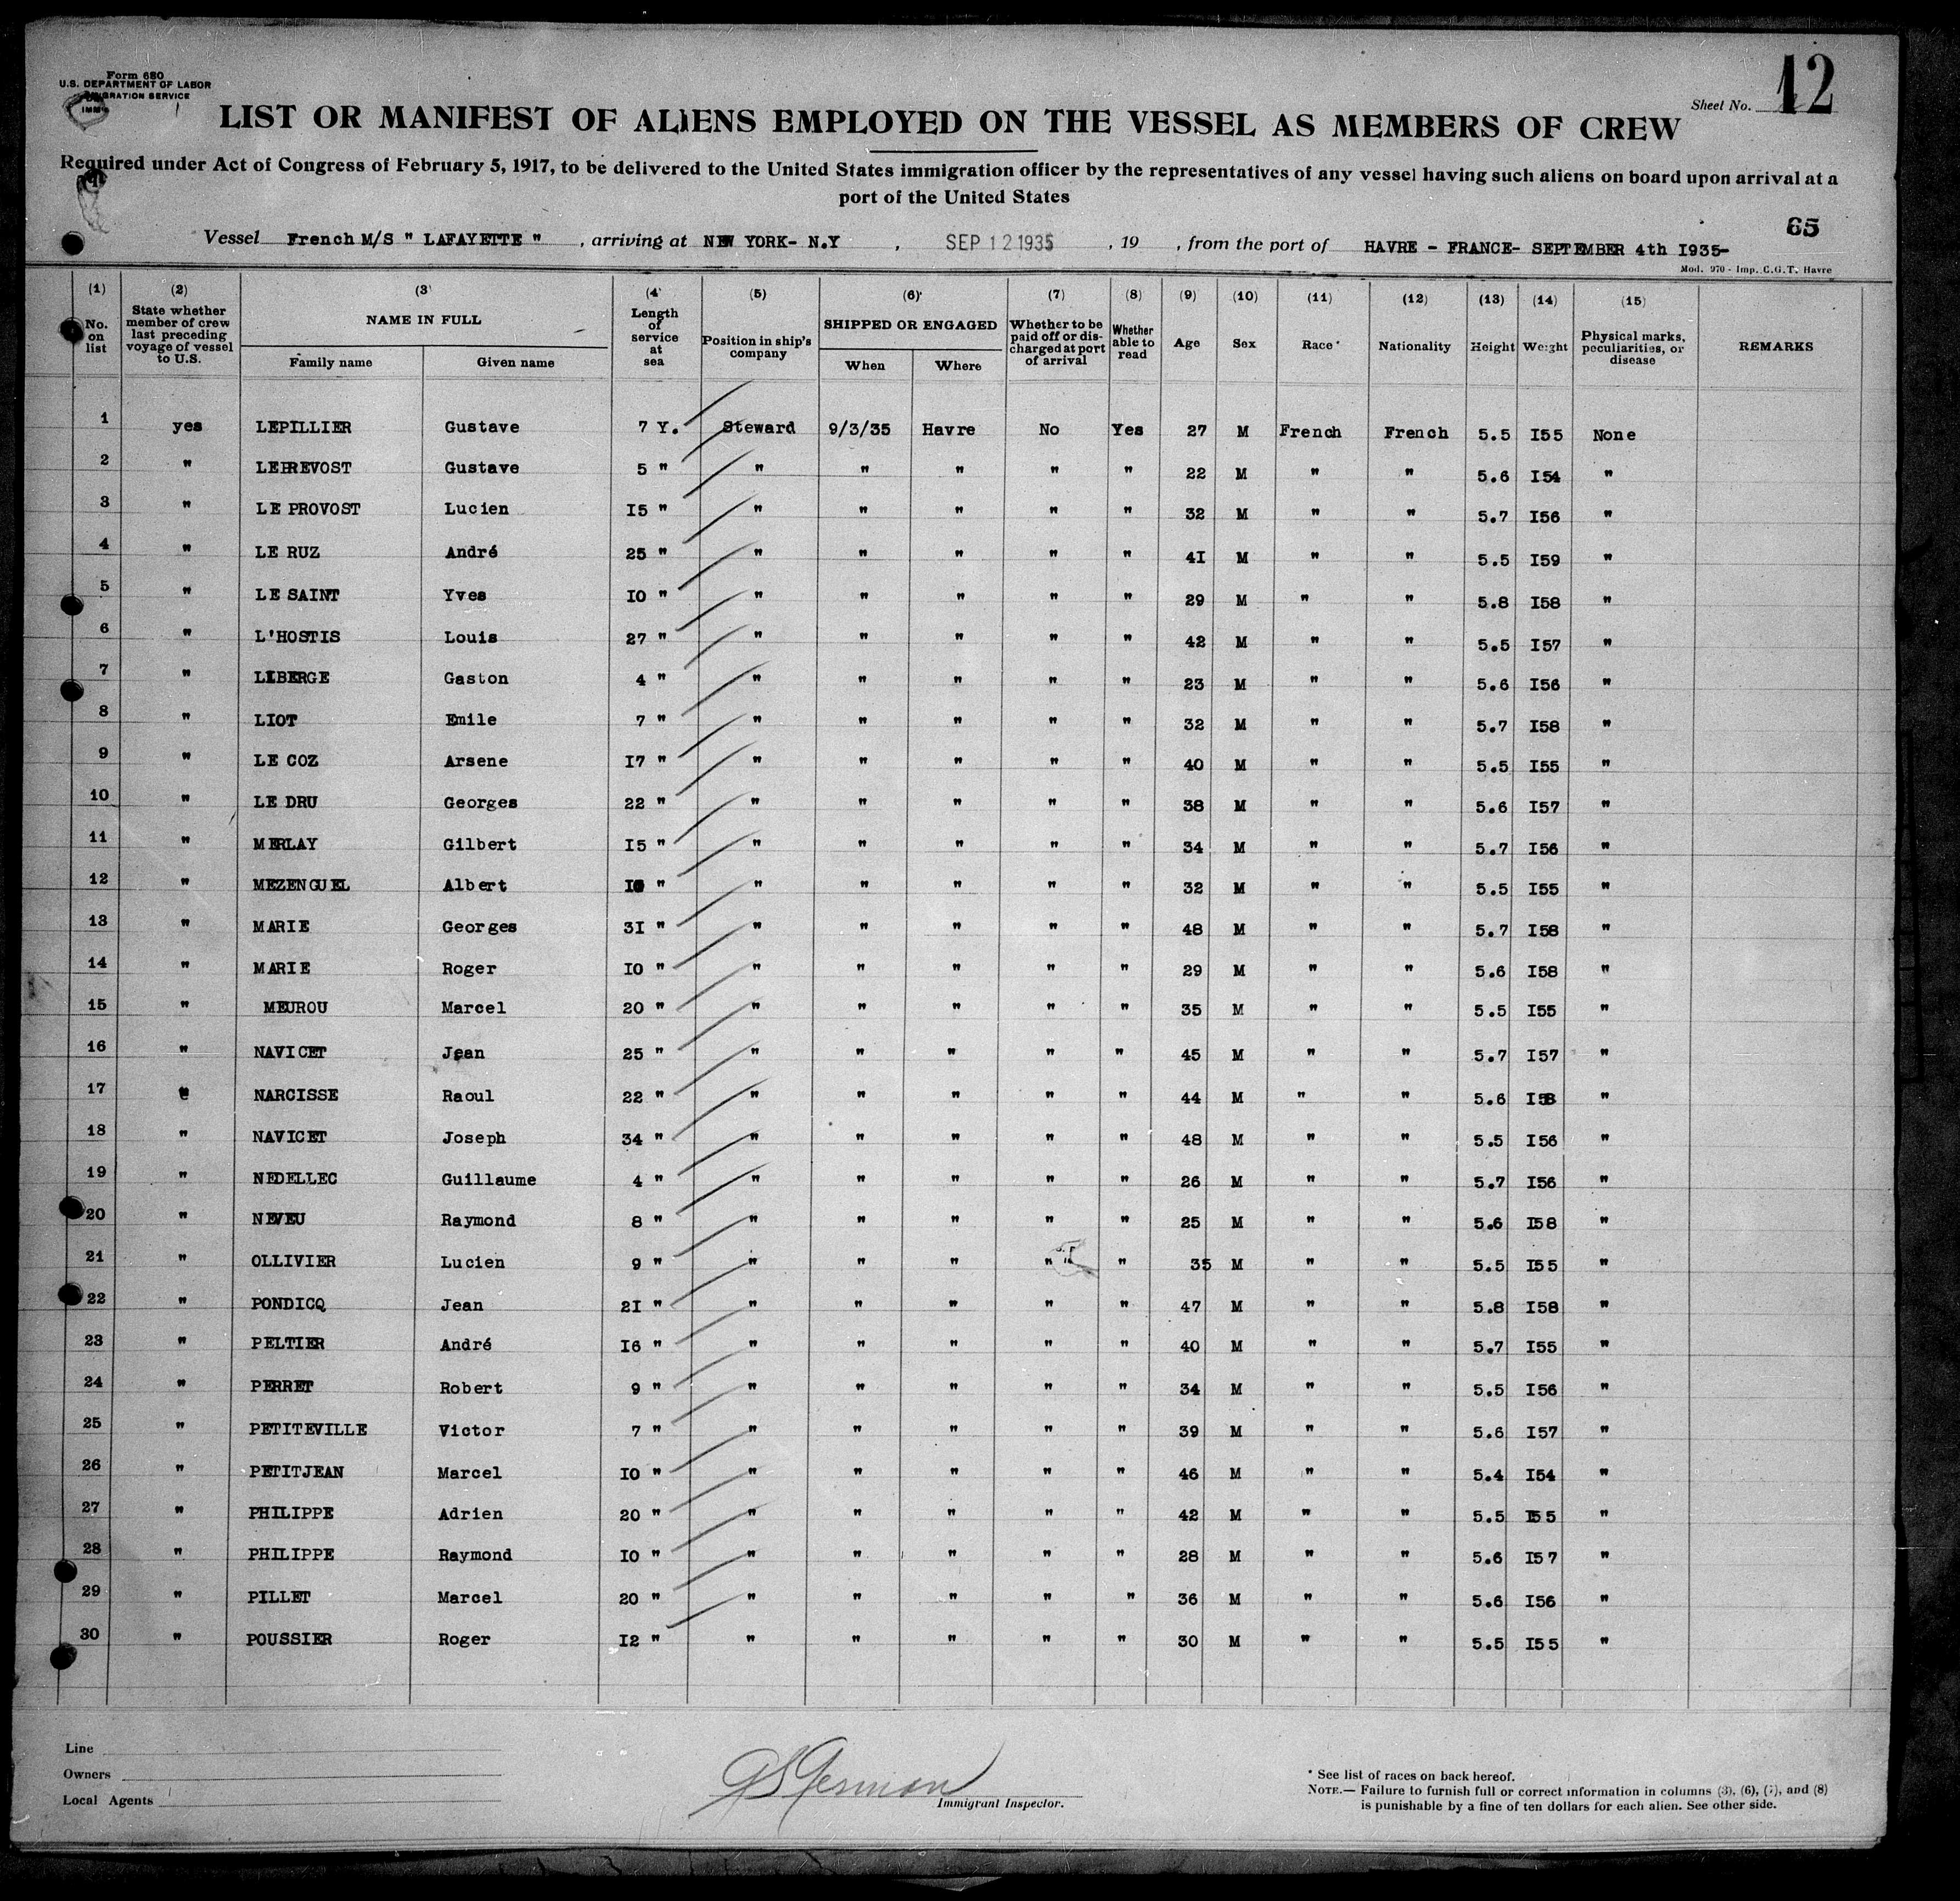 Form 680
U.S. DEPARTMENT OF LABOR
IMMIGRATION SERVICE
Sheet No. 12
LIST OR MANIFEST OF ALIENS EMPLOYED ON THE VESSEL AS MEMBERS OF CREW
Required under Act of Congress of February 5, 1917, to be delivered to the United States immigration officer by the representatives of any vessel having such aliens on board upon arrival at a
port of the United States
65
Vessel French M/S " LAFAYETTE " , arriving at NEW YORK- N.Y , SEP 12 1935 , 19 , from the port of HAVRE - FRANCE- SEPTEMBER 4th I935-
Mod. 970 - Imp. C.G.T. Havre
(1) (2) (3) (4) (5) (6) (7) (8) (9) (10) (11) (12) (13) (14) (15)
No. on list State whether member of crew last preceding voyage of vessel to U.S. NAME IN FULL Family name Given name Length of service at sea Position in ship's company SHIPPED OR ENGAGED When Where Whether to be paid off or discharged at port of arrival Whether able to read Age Sex Race* Nationality Height Weight Physical marks, peculiarities, or disease REMARKS
1 yes LEPILLIER Gustave 7 Y. Steward 9/3/35 Havre No Yes 27 M French French 5.5 I55 None
2 " LEPREVOST Gustave 5 " " " " " " 22 M " " 5.6 I54 "
3 " LE PROVOST Lucien I5 " " " " " " 32 M " " 5.7 I56 "
4 " LE RUZ André 25 " " " " " " 4I M " " 5.5 I59 "
5 " LE SAINT Yves I0 " " " " " " 29 M " " 5.8 I58 "
6 " L'HOSTIS Louis 27 " " " " " " 42 M " " 5.5 I57 "
7 " LIBERGE Gaston 4 " " " " " " 23 M " " 5.6 I56 "
8 " LIOT Emile 7 " " " " " " 32 M " " 5.7 I58 "
9 " LE COZ Arsene I7 " " " " " " 40 M " " 5.5 I55 "
10 " LE DRU Georges 22 " " " " " " 38 M " " 5.6 I57 "
11 " MERLAY Gilbert I5 " " " " " " 34 M " " 5.7 I56 "
12 " MEZENGUEL Albert " " " " " " 32 M " " 5.5 I55 "
13 " MARIE Georges 3I " " " " " " 48 M " " 5.7 I58 "
14 " MARIE Roger I0 " " " " " " 29 M " " 5.6 I58 "
15 " MEUROU Marcel 20 " " " " " " 35 M " " 5.5 I55 "
16 " NAVICET Jean 25 " " " " " " 45 M " " 5.7 I57 "
17 " NARCISSE Raoul 22 " " " " " " 44 M " " 5.6 I58 "
18 " NAVICET Joseph 34 " " " " " " 48 M " " 5.5 I56 "
19 " NEDELLEC Guillaume 4 " " " " " " 26 M " " 5.7 I56 "
20 " NEVEU Raymond 8 " " " " " " 25 M " " 5.6 I58 "
21 " OLLIVIER Lucien 9 " " " " " " 35 M " " 5.5 I55 "
22 " PONDICQ Jean 2I " " " " " " 47 M " " 5.8 I58 "
23 " PELTIER André I6 " " " " " " 40 M " " 5.7 I55 "
24 " PERRET Robert 9 " " " " " " 34 M " " 5.5 I56 "
25 " PETITEVILLE Victor 7 " " " " " " 39 M " " 5.6 I57 "
26 " PETITJEAN Marcel I0 " " " " " " 46 M " " 5.4 I54 "
27 " PHILIPPE Adrien 20 " " " " " " 42 M " " 5.5 I55 "
28 " PHILIPPE Raymond I0 " " " " " " 28 M " " 5.6 I57 "
29 " PILLET Marcel 20 " " " " " " 36 M " " 5.6 I56 "
30 " POUSSIER Roger I2 " " " " " " 30 M " " 5.5 I55 "
Line
Owners
Local Agents
Immigrant Inspector.
* See list of races on back hereof.
NOTE.— Failure to furnish full or correct information in columns (3), (6), (7), and (8)
is punishable by a fine of ten dollars for each alien. See other side.